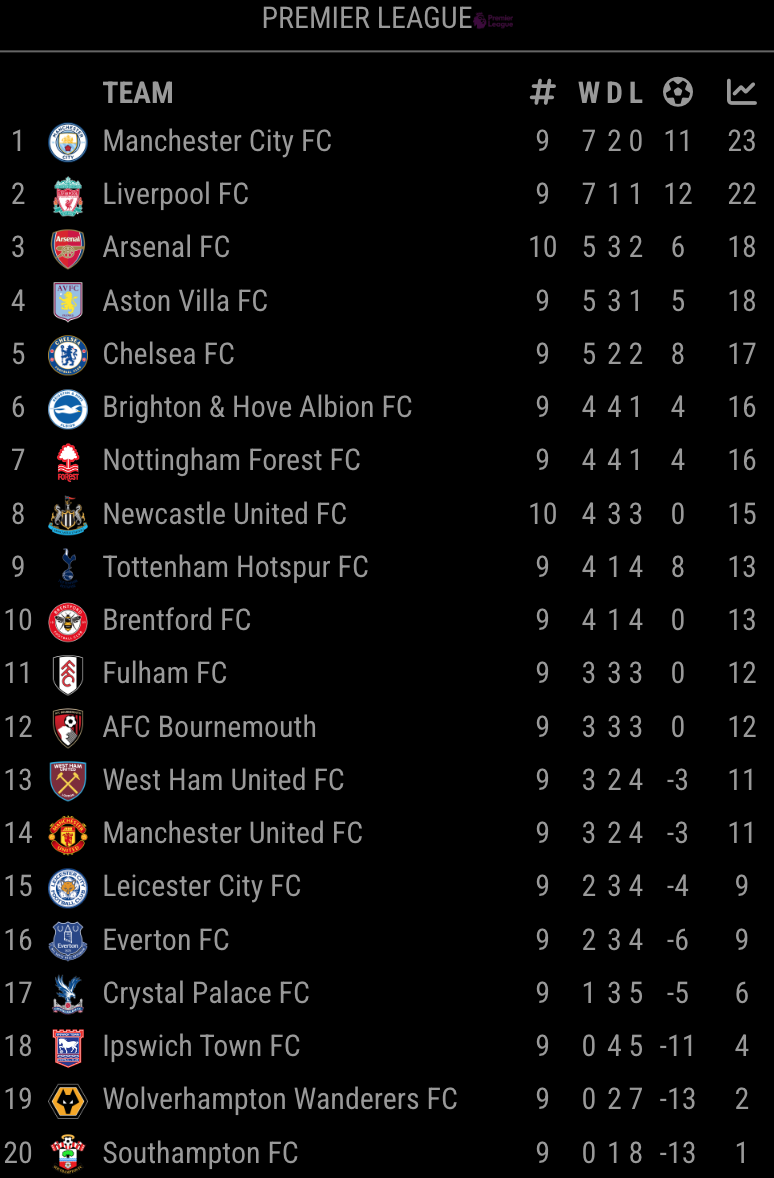 PREMIER LEAGUE Premier League
TEAM # W D L
1 Manchester City FC 9 7 2 0 11 23
2 Liverpool FC 9 7 1 1 12 22
3 Arsenal FC 10 5 3 2 6 18
4 Aston Villa FC 9 5 3 1 5 18
5 Chelsea FC 9 5 2 2 8 17
6 Brighton & Hove Albion FC 9 4 4 1 4 16
7 Nottingham Forest FC 9 4 4 1 4 16
8 Newcastle United FC 10 4 3 3 0 15
9 Tottenham Hotspur FC 9 4 1 4 8 13
10 Brentford FC 9 4 1 4 0 13
11 Fulham FC 9 3 3 3 0 12
12 AFC Bournemouth 9 3 3 3 0 12
13 West Ham United FC 9 3 2 4 -3 11
14 Manchester United FC 9 3 2 4 -3 11
15 Leicester City FC 9 2 3 4 -4 9
16 Everton FC 9 2 3 4 -6 9
17 Crystal Palace FC 9 1 3 5 -5 6
18 Ipswich Town FC 9 0 4 5 -11 4
19 Wolverhampton Wanderers FC 9 0 2 7 -13 2
20 Southampton FC 9 0 1 8 -13 1